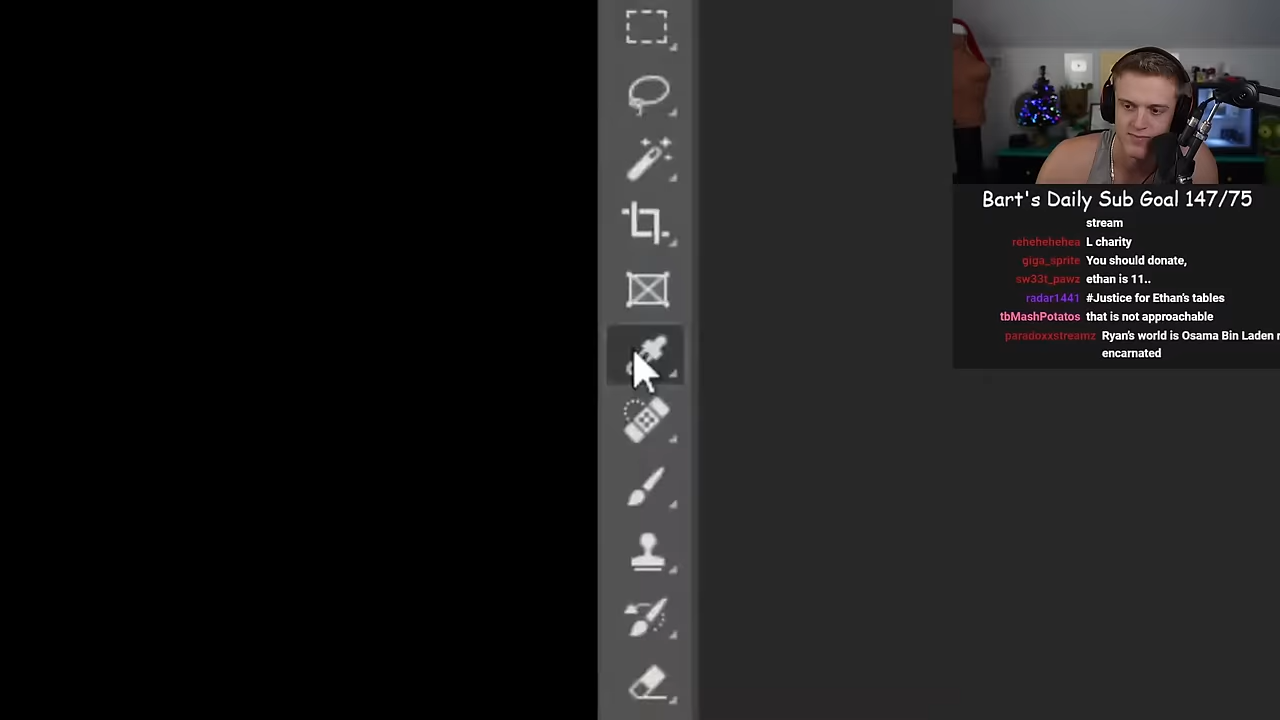 Bart's Daily Sub Goal 147/75
stream
rehehehehea L charity
giga_sprite You should donate,
sw33t_pawz ethan is 11..
radar1441 #Justice for Ethan's tables
tbMashPotatos that is not approachable
paradoxxstreamz Ryan's world is Osama Bin Laden r
encarnated